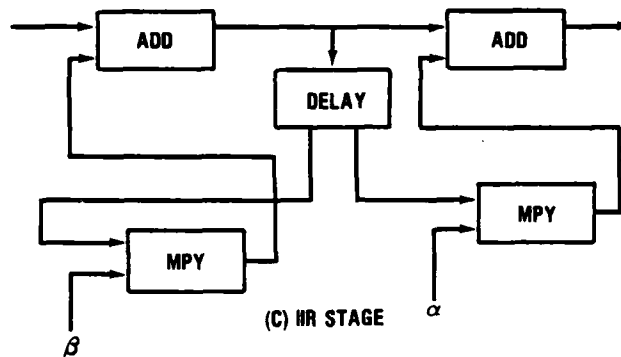 ADD
ADD
DELAY
MPY
MPY
(C) IIR STAGE
α
β